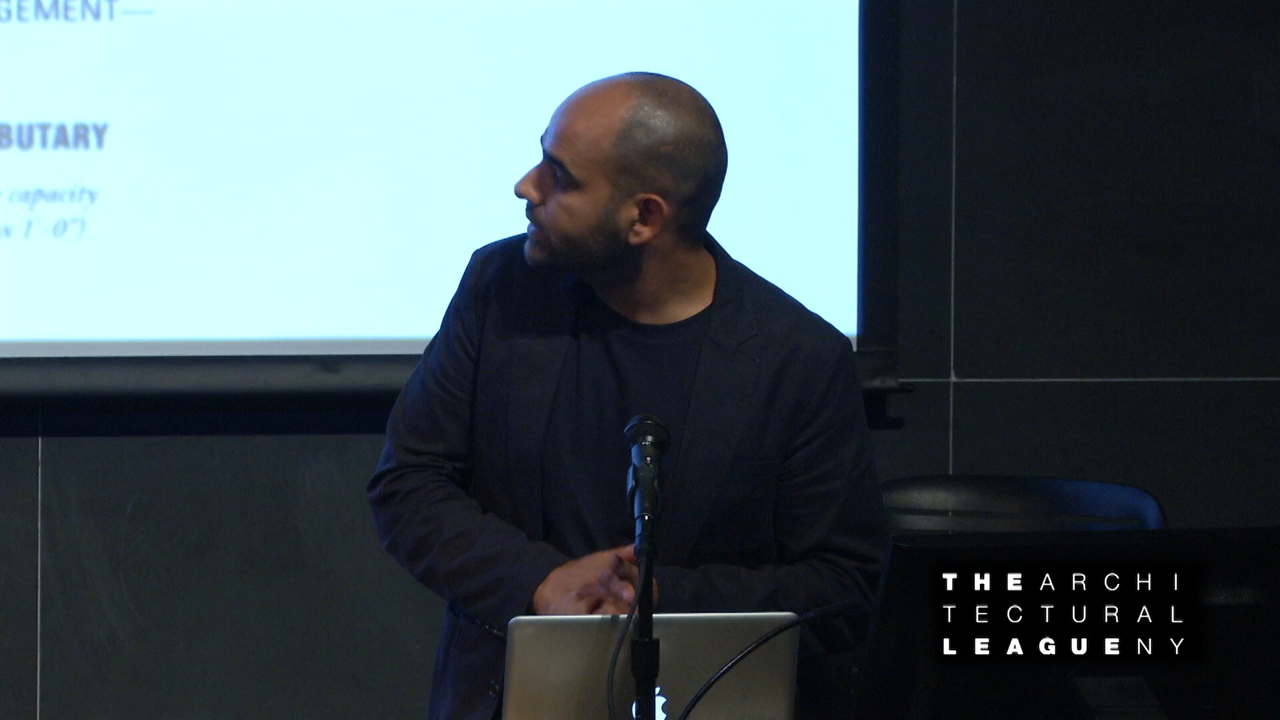 GEMENT—
BUTARY
capacity
THE ARCHI
TECTURAL
LEAGUE NY